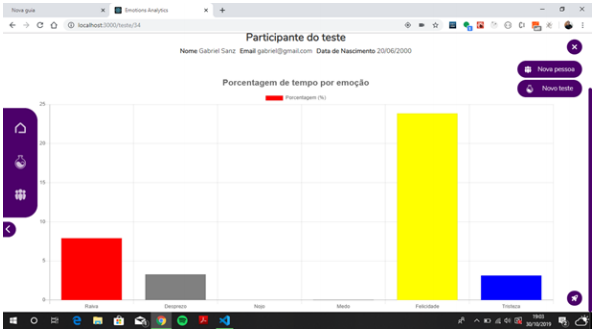 Nova guia
Emotions Analytics
localhost:3000/teste/34
Participante do teste
Nome Gabriel Sanz Email gabriel@gmail.com Data de Nascimento 20/06/2000
Nova pessoa
Novo teste
Porcentagem de tempo por emoção
Porcentagem (%)
25
20
15
10
5
0
Raiva Desprezo Nojo Medo Felicidade Tristeza
19:03
30/10/2019